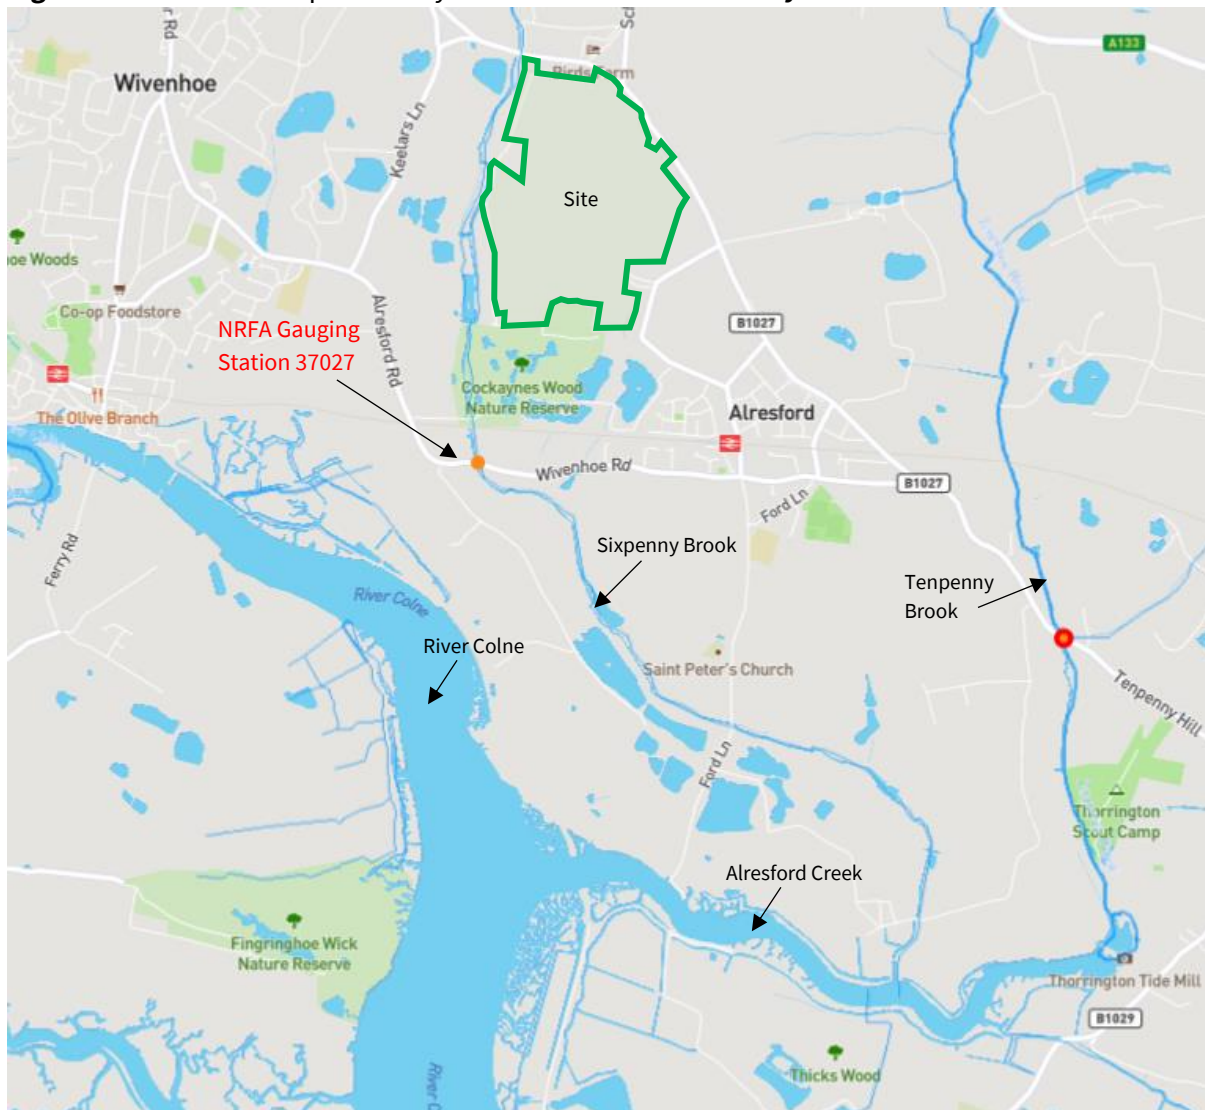 A133
Birds Farm
Wivenhoe
Keelars Ln
Site
oe Woods
Co-op Foodstore
Alresford Rd
NRFA Gauging
Station 37027
B1027
Cockaynes Wood
Nature Reserve
The Olive Branch
Alresford
Wivenhoe Rd
B1027
Ford Ln
Sixpenny Brook
Ferry Rd
Tenpenny
Brook
River Colne
River Colne
Saint Peter's Church
Tenpenny Hill
Ford Ln
Thorrington
Scout Camp
Alresford Creek
Fingringhoe Wick
Nature Reserve
Thorrington Tide Mill
B1029
Thicks Wood
River